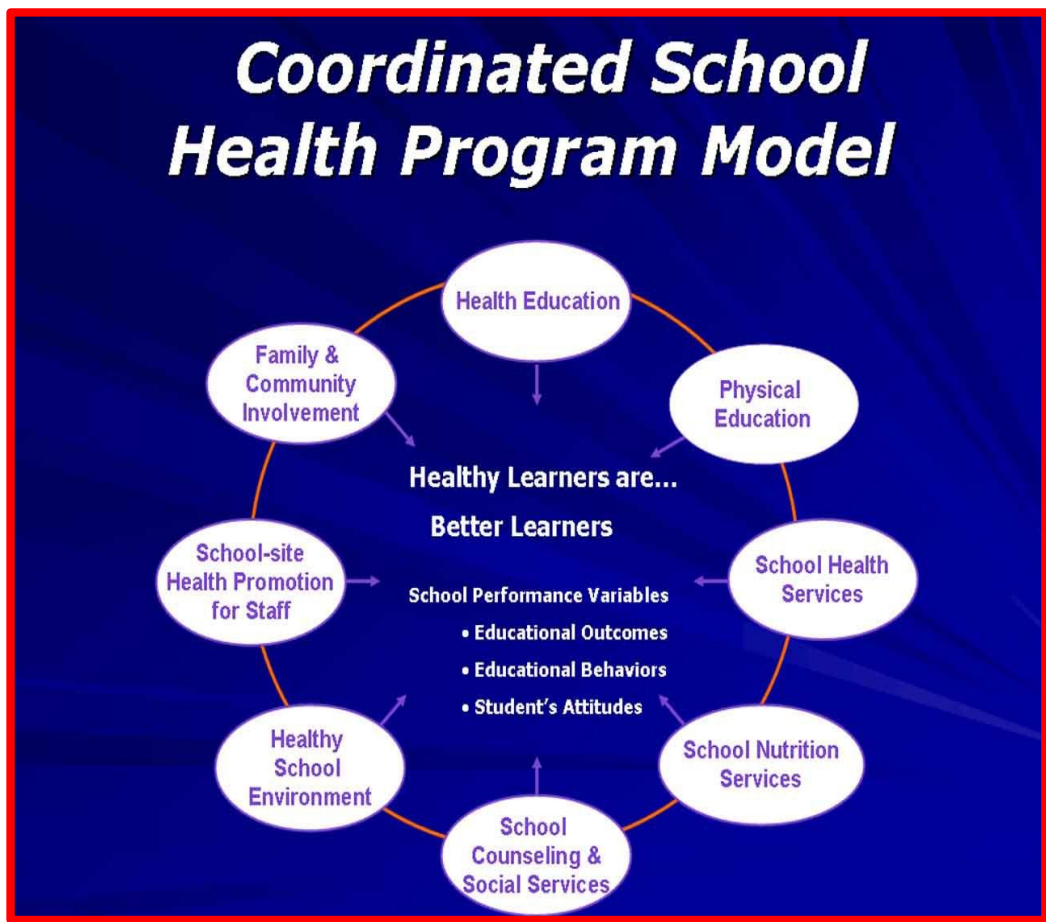 Coordinated School
Health Program Model
Health Education
Physical
Education
School Health
Services
School Nutrition
Services
School
Counseling &
Social Services
Healthy
School
Environment
School-site
Health Promotion
for Staff
Family &
Community
Involvement
Healthy Learners are...
Better Learners
School Performance Variables
• Educational Outcomes
• Educational Behaviors
• Student's Attitudes